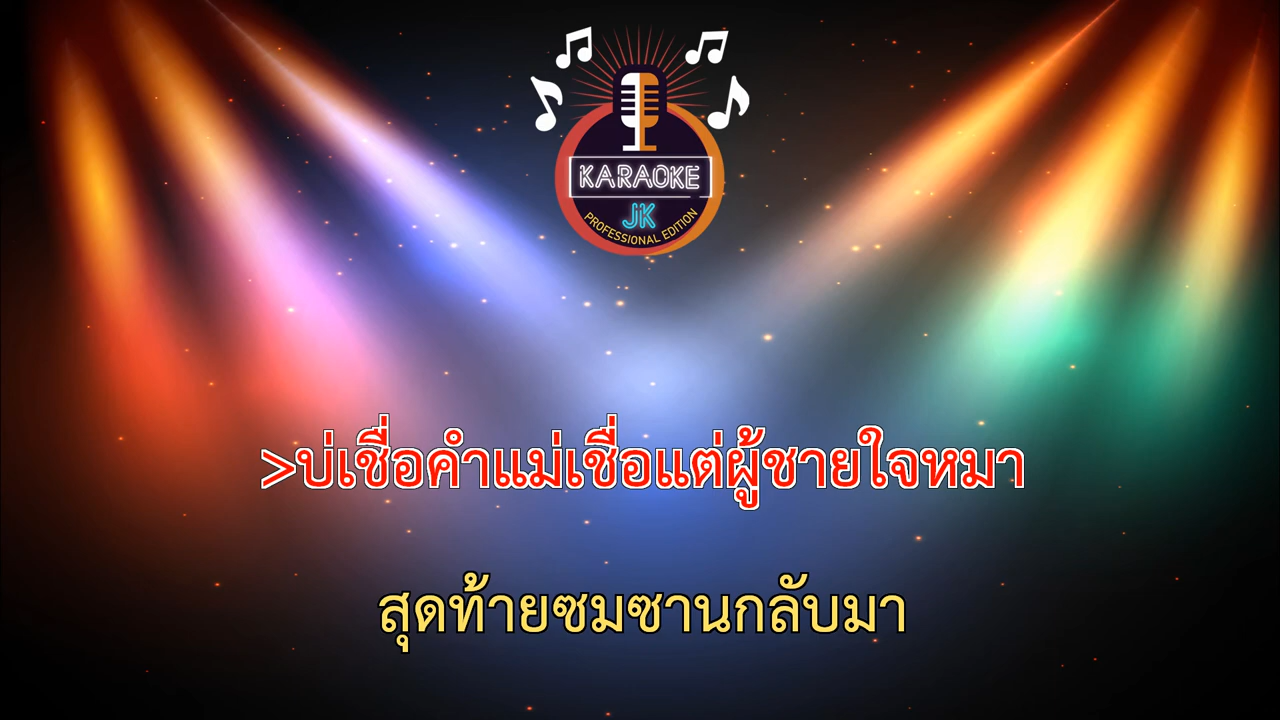 KARAOKE
JK
PROFESSIONAL EDITION
>บ่เชื่อคำแม่เชื่อแต่ผู้ชายใจหมา
สุดท้ายซมซานกลับมา